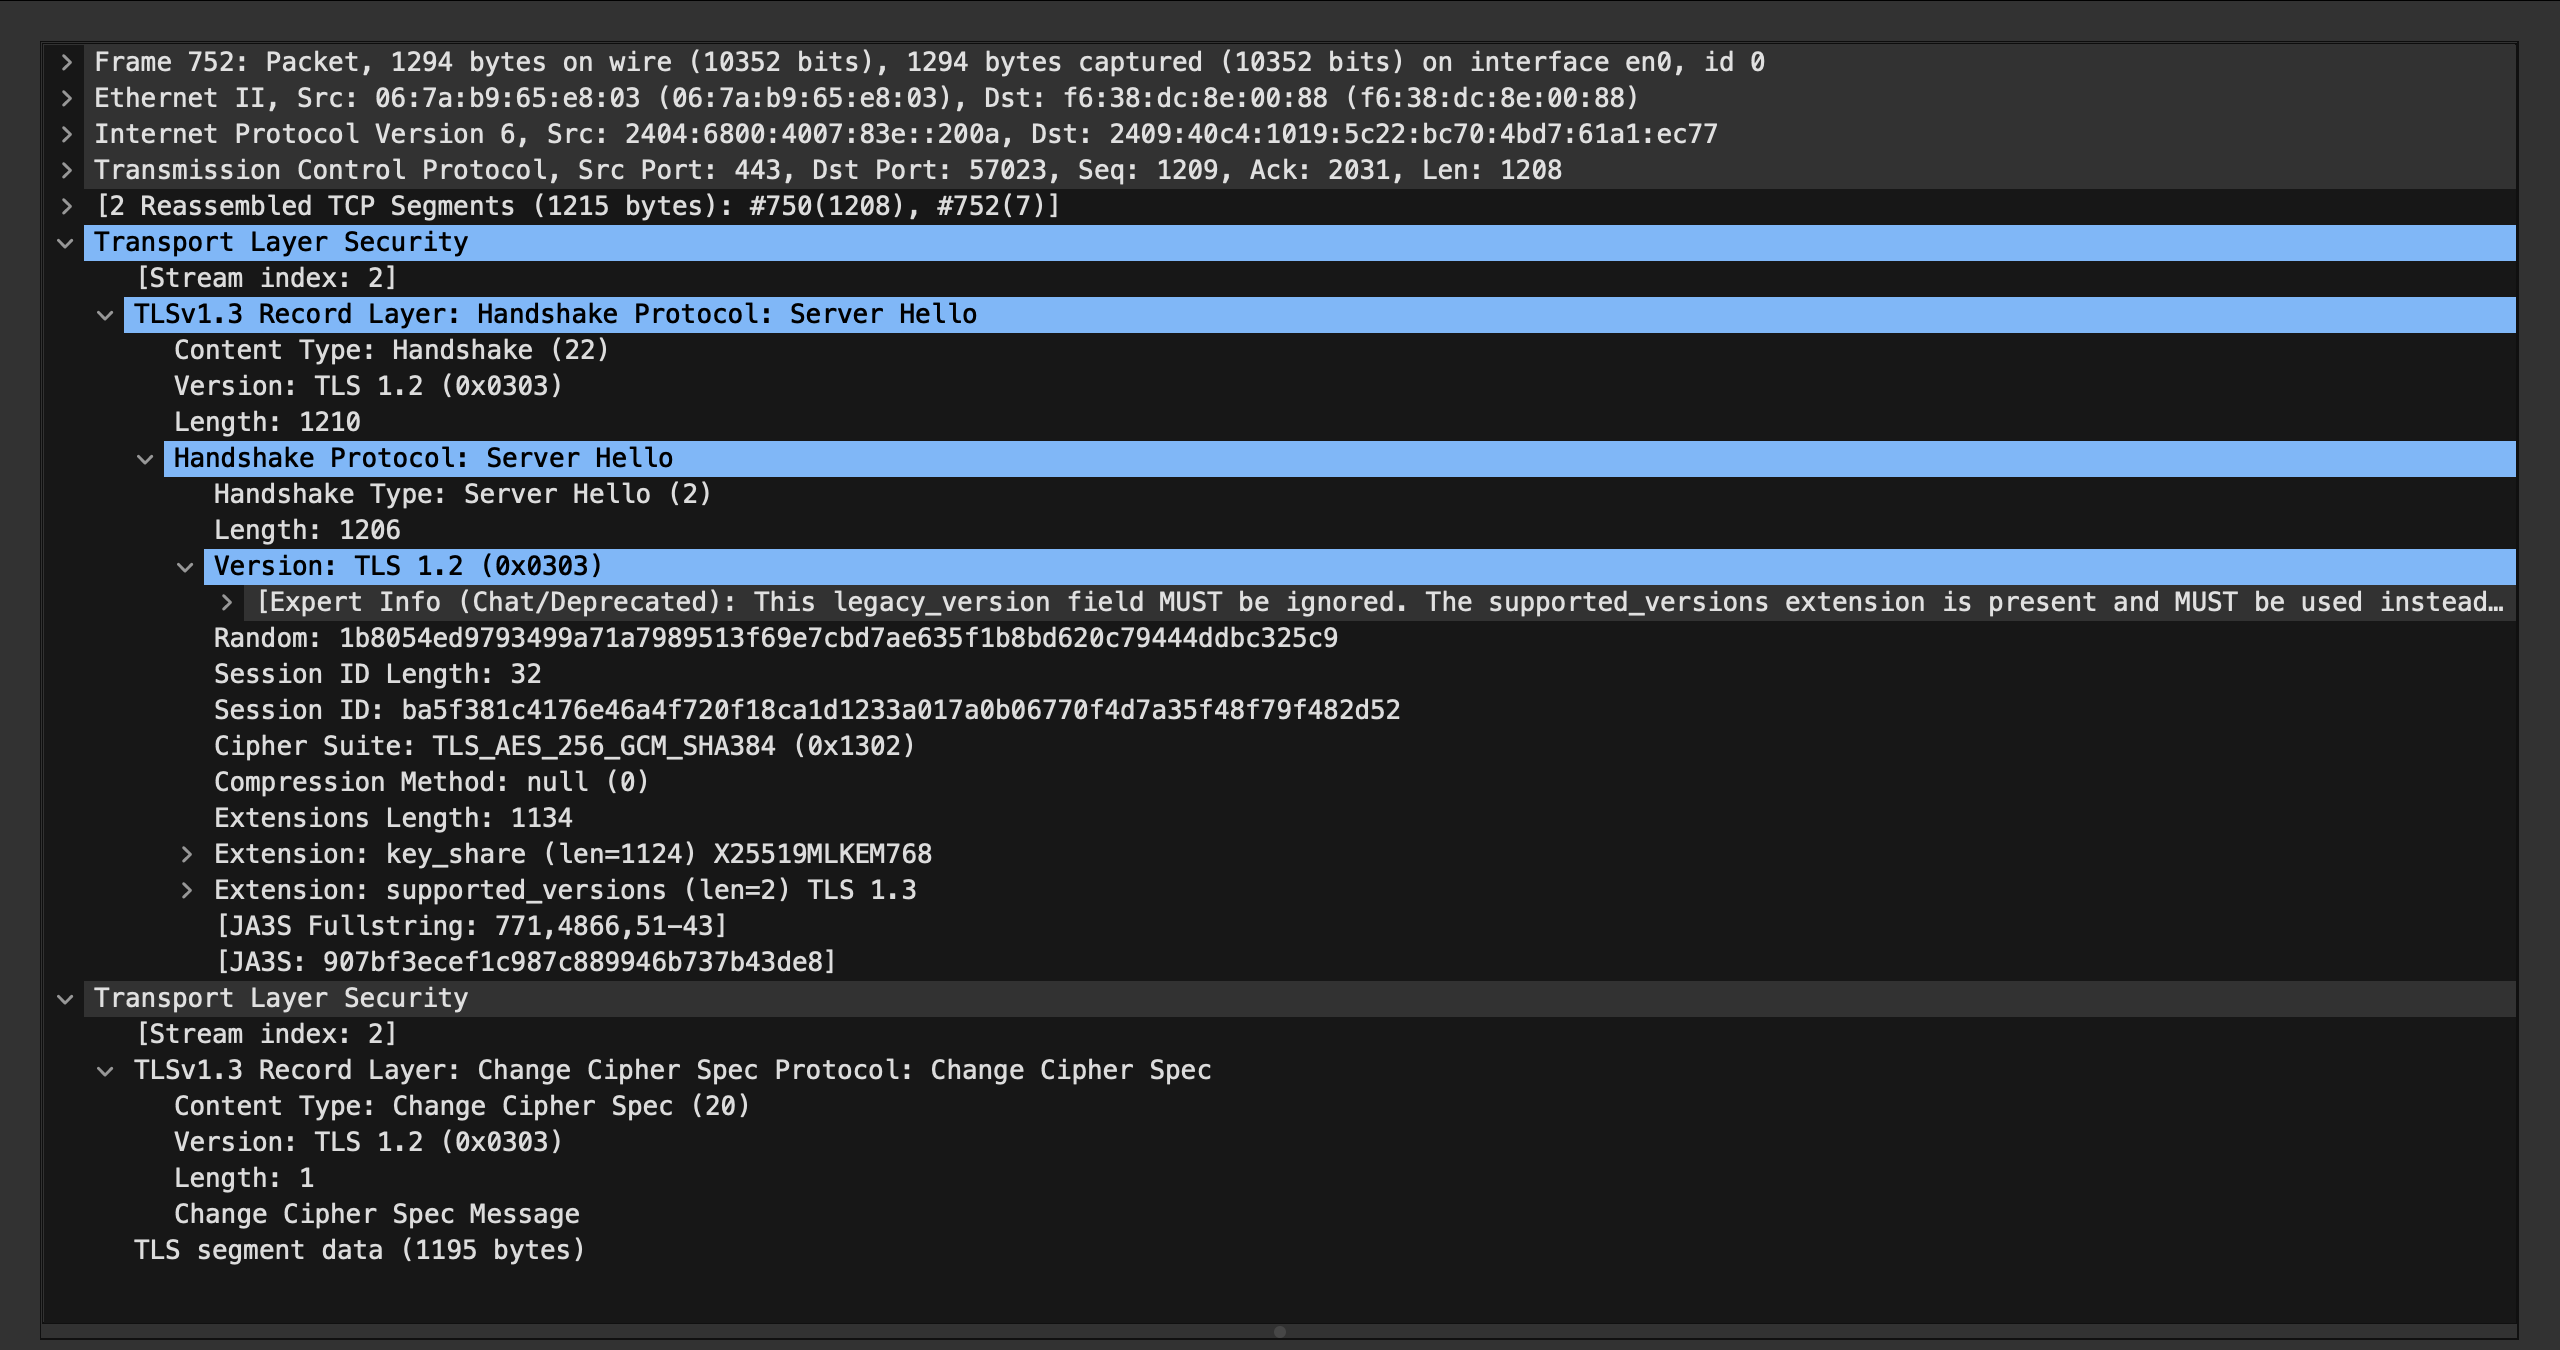 Frame 752: Packet, 1294 bytes on wire (10352 bits), 1294 bytes captured (10352 bits) on interface en0, id 0
Ethernet II, Src: 06:7a:b9:65:e8:03 (06:7a:b9:65:e8:03), Dst: f6:38:dc:8e:00:88 (f6:38:dc:8e:00:88)
Internet Protocol Version 6, Src: 2404:6800:4007:83e::200a, Dst: 2409:40c4:1019:5c22:bc70:4bd7:61a1:ec77
Transmission Control Protocol, Src Port: 443, Dst Port: 57023, Seq: 1209, Ack: 2031, Len: 1208
[2 Reassembled TCP Segments (1215 bytes): #750(1208), #752(7)]
Transport Layer Security
[Stream index: 2]
TLSv1.3 Record Layer: Handshake Protocol: Server Hello
Content Type: Handshake (22)
Version: TLS 1.2 (0x0303)
Length: 1210
Handshake Protocol: Server Hello
Handshake Type: Server Hello (2)
Length: 1206
Version: TLS 1.2 (0x0303)
[Expert Info (Chat/Deprecated): This legacy_version field MUST be ignored. The supported_versions extension is present and MUST be used instead…
Random: 1b8054ed9793499a71a7989513f69e7cbd7ae635f1b8bd620c79444ddbc325c9
Session ID Length: 32
Session ID: ba5f381c4176e46a4f720f18ca1d1233a017a0b06770f4d7a35f48f79f482d52
Cipher Suite: TLS_AES_256_GCM_SHA384 (0x1302)
Compression Method: null (0)
Extensions Length: 1134
Extension: key_share (len=1124) X25519MLKEM768
Extension: supported_versions (len=2) TLS 1.3
[JA3S Fullstring: 771,4866,51-43]
[JA3S: 907bf3ecef1c987c889946b737b43de8]
Transport Layer Security
[Stream index: 2]
TLSv1.3 Record Layer: Change Cipher Spec Protocol: Change Cipher Spec
Content Type: Change Cipher Spec (20)
Version: TLS 1.2 (0x0303)
Length: 1
Change Cipher Spec Message
TLS segment data (1195 bytes)